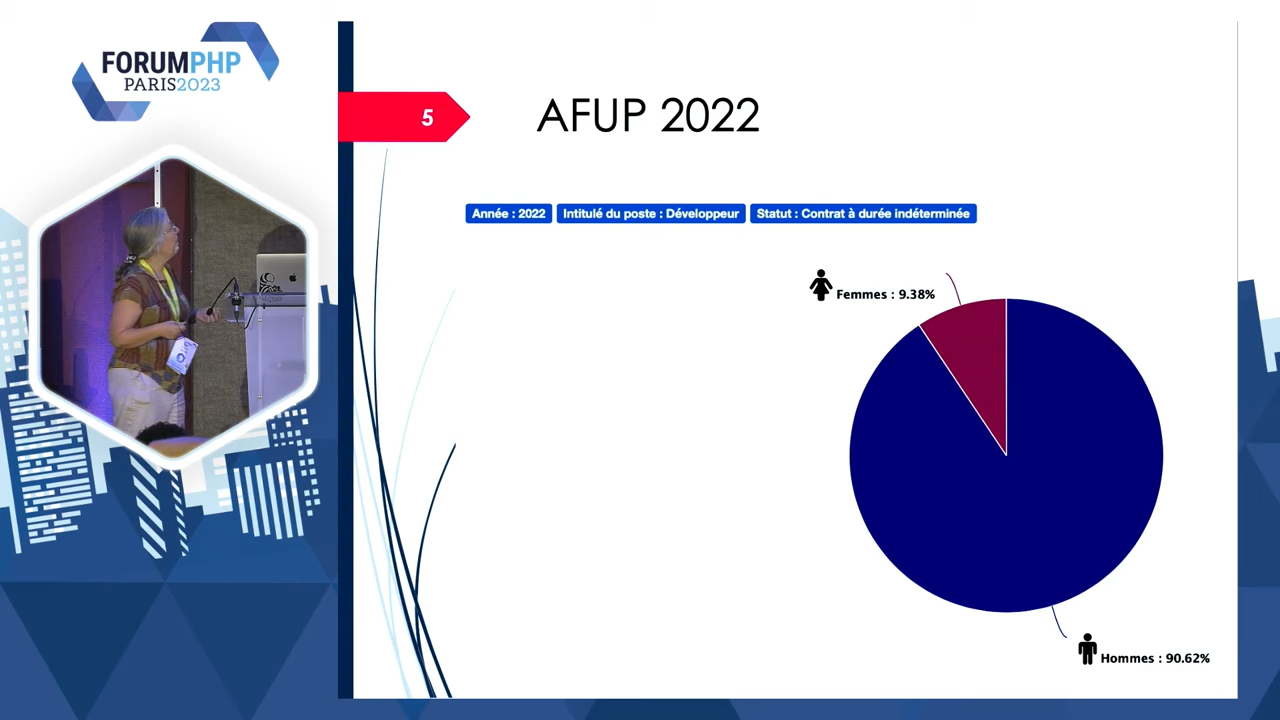 FORUMPHP
PARIS2023
5
AFUP 2022
Année : 2022
Intitulé du poste : Développeur
Statut : Contrat à durée indéterminée
Femmes : 9.38%
Hommes : 90.62%